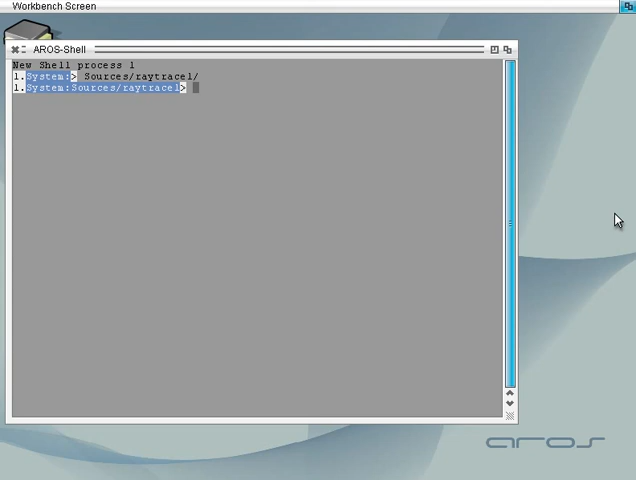 Workbench Screen
AROS-Shell
New Shell process 1
1.System:> Sources/raytrace1/
1.System:Sources/raytrace1>
aros